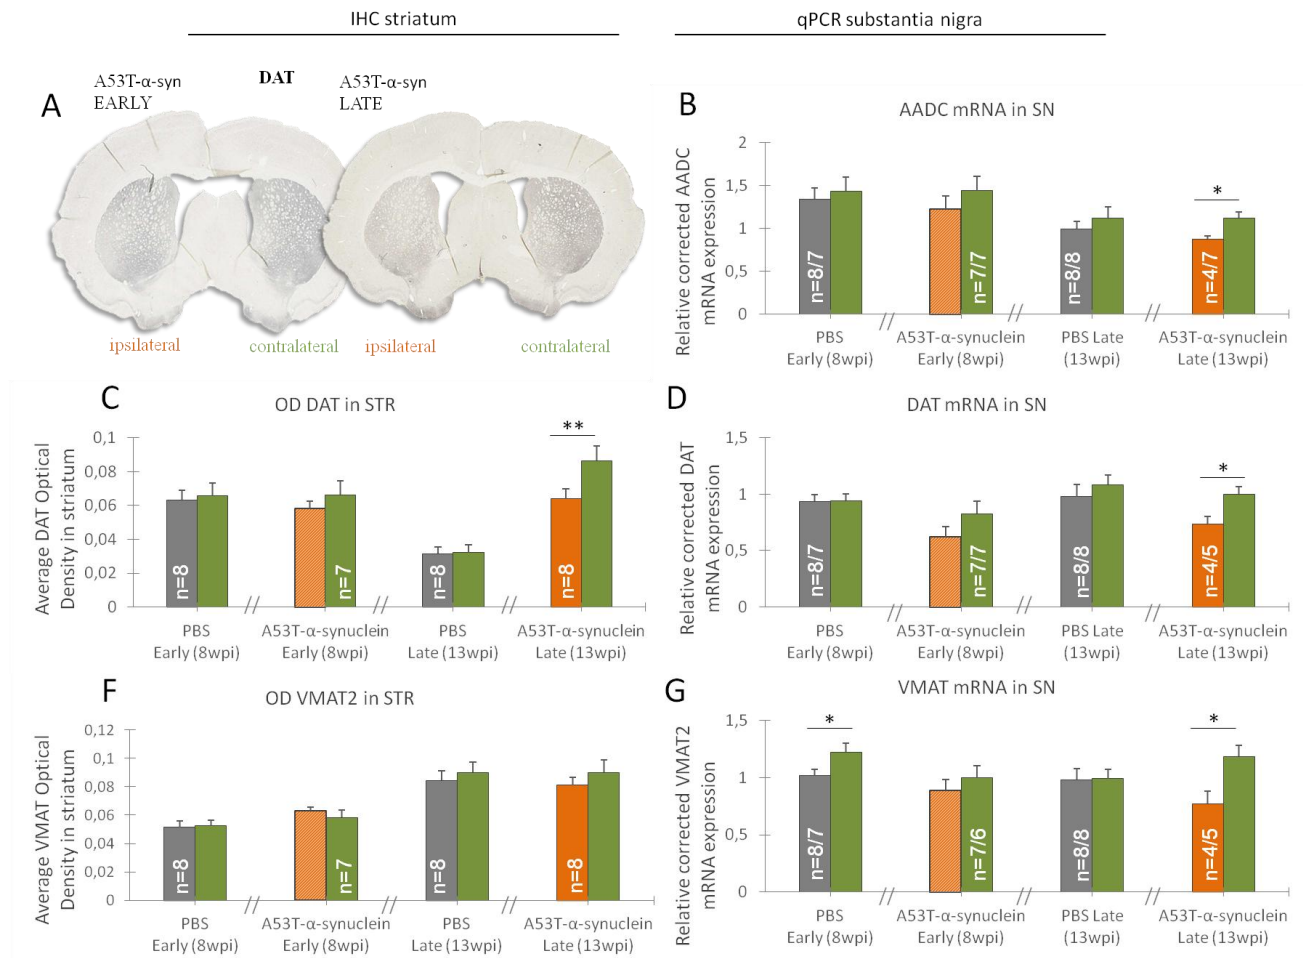 IHC striatum
qPCR substantia nigra
A
A53T-α-syn
EARLY
DAT
A53T-α-syn
LATE
ipsilateral
contralateral
ipsilateral
contralateral
B
AADC mRNA in SN
Relative corrected AADC
mRNA expression
2
1,5
1
0,5
0
*
n=8/7
n=7/7
n=8/8
n=4/7
PBS
Early (8wpi)
A53T-α-synuclein
Early (8wpi)
PBS Late
(13wpi)
A53T-α-synuclein
Late (13wpi)
C
OD DAT in STR
Average DAT Optical
Density in striatum
0,1
0,08
0,06
0,04
0,02
0
**
n=8
n=7
n=8
n=8
PBS
Early (8wpi)
A53T-α-synuclein
Early (8wpi)
PBS
Late (13wpi)
A53T-α-synuclein
Late (13wpi)
D
DAT mRNA in SN
Relative corrected DAT
mRNA expression
1,5
1
0,5
0
*
n=8/7
n=7/7
n=8/8
n=4/5
PBS
Early (8wpi)
A53T-α-synuclein
Early (8wpi)
PBS Late
(13wpi)
A53T-α-synuclein
Late (13wpi)
F
OD VMAT2 in STR
Average VMAT Optical
Density in striatum
0,12
0,1
0,08
0,06
0,04
0,02
0
n=8
n=7
n=8
n=8
PBS
Early (8wpi)
A53T-α-synuclein
Early (8wpi)
PBS
Late (13wpi)
A53T-α-synuclein
Late (13wpi)
G
VMAT mRNA in SN
Relative corrected VMAT2
mRNA expression
1,5
1
0,5
0
*
*
n=8/7
n=7/6
n=8/8
n=4/5
PBS
Early (8wpi)
A53T-α-synuclein
Early (8wpi)
PBS Late
(13wpi)
A53T-α-synuclein
Late (13wpi)